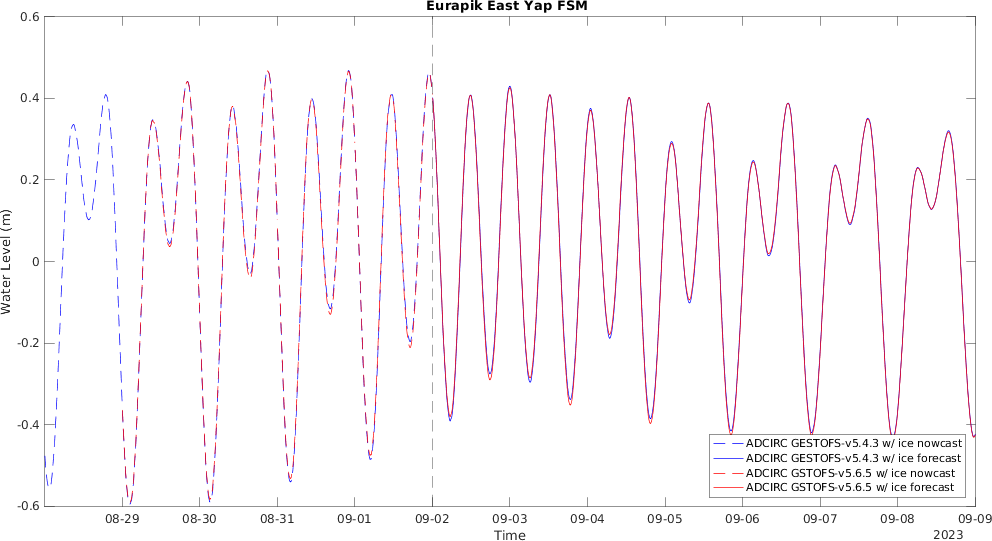 Eurapik East Yap FSM
0.6
0.4
0.2
0
-0.2
-0.4
-0.6
Water Level (m)
ADCIRC GESTOFS-v5.4.3 w/ ice nowcast
ADCIRC GESTOFS-v5.4.3 w/ ice forecast
ADCIRC GSTOFS-v5.6.5 w/ ice nowcast
ADCIRC GSTOFS-v5.6.5 w/ ice forecast
08-29 08-30 08-31 09-01 09-02 09-03 09-04 09-05 09-06 09-07 09-08 09-09
Time
2023